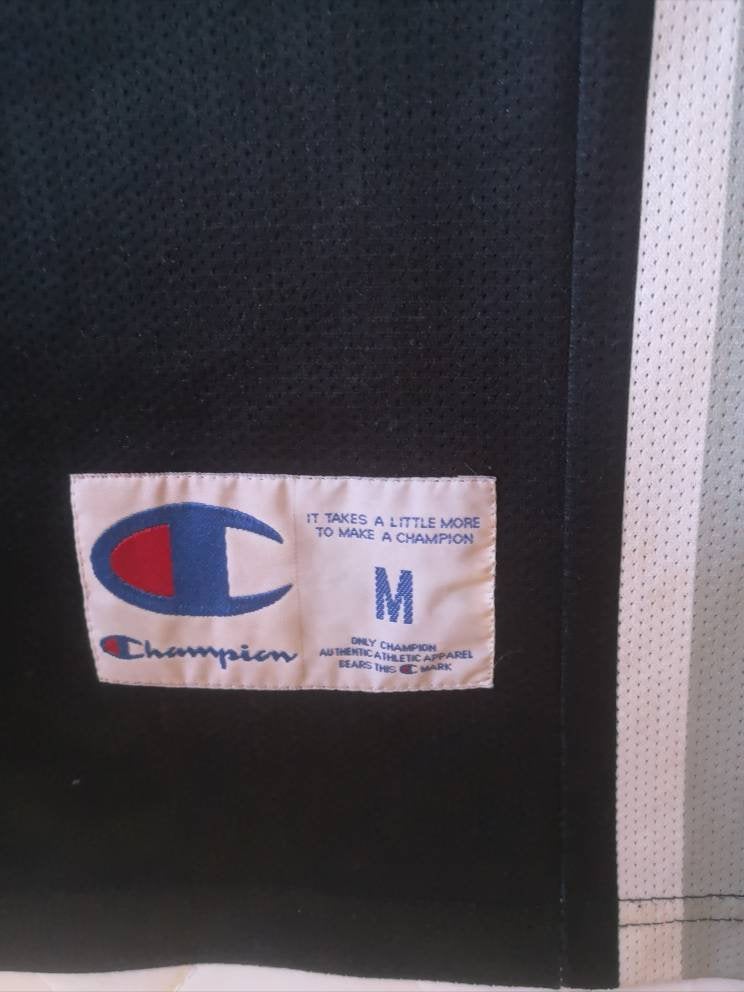 Champion
IT TAKES A LITTLE MORE
TO MAKE A CHAMPION
M
ONLY CHAMPION
AUTHENTIC ATHLETIC APPAREL
BEARS THIS C MARK